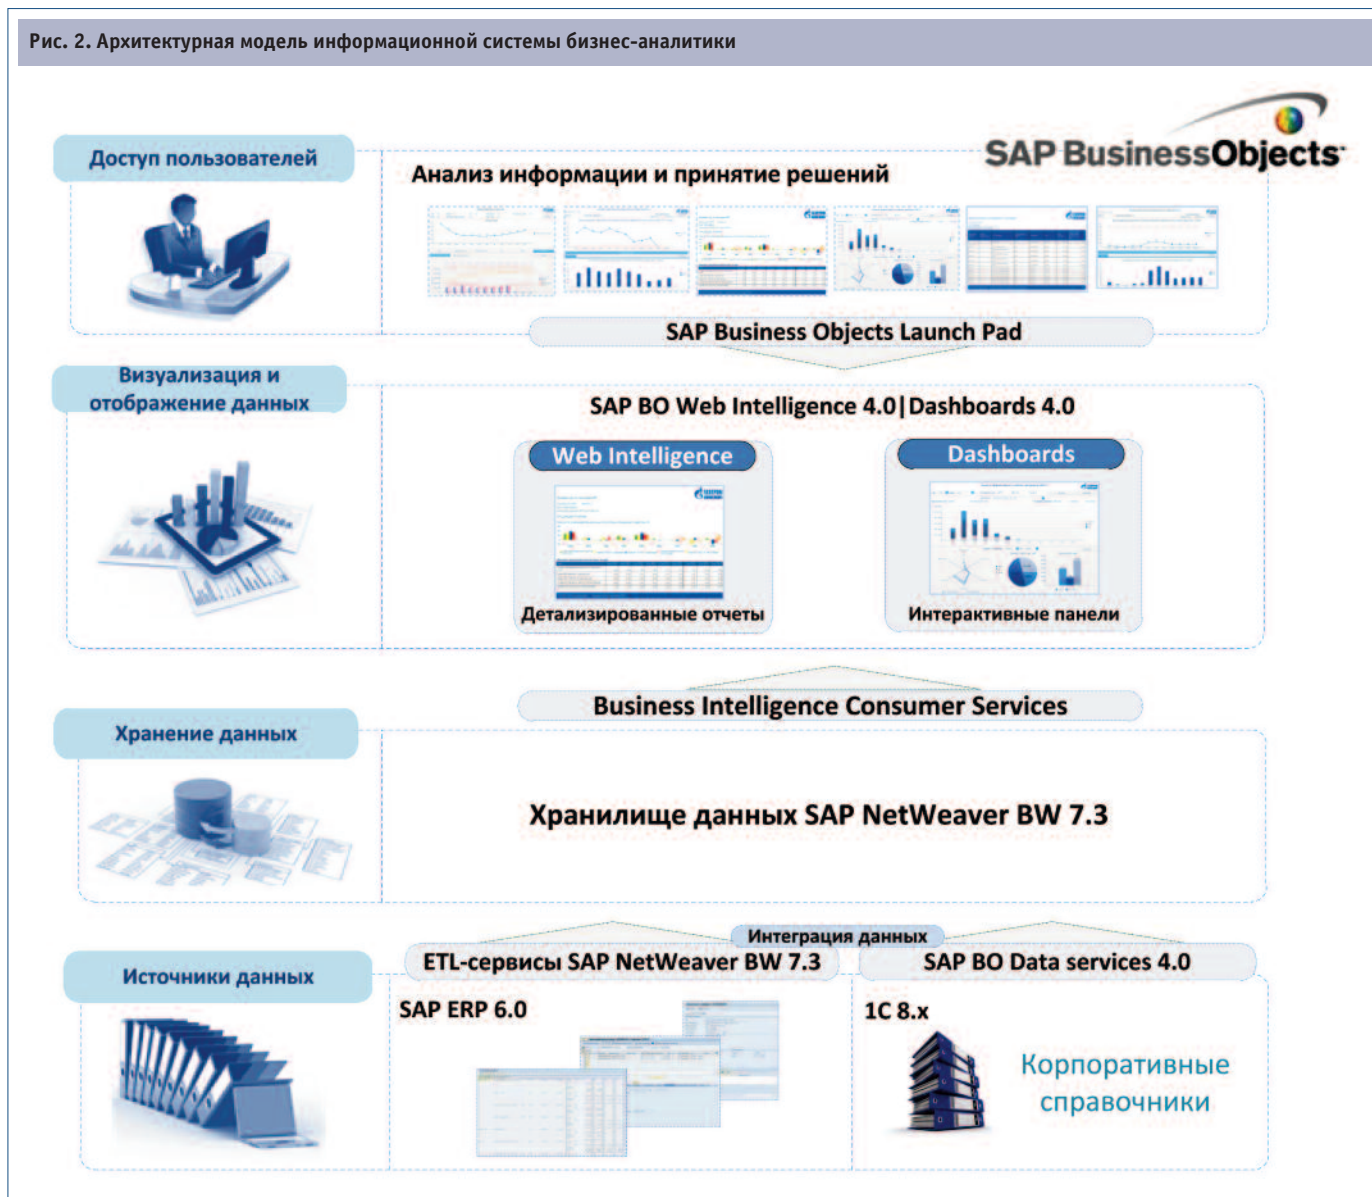 Рис. 2. Архитектурная модель информационной системы бизнес-аналитики
SAP BusinessObjects
Доступ пользователей
Анализ информации и принятие решений
SAP Business Objects Launch Pad
Визуализация и
отображение данных
SAP BO Web Intelligence 4.0|Dashboards 4.0
Web Intelligence
Dashboards
Детализированные отчеты
Интерактивные панели
Business Intelligence Consumer Services
Хранение данных
Хранилище данных SAP NetWeaver BW 7.3
Интеграция данных
ETL-сервисы SAP NetWeaver BW 7.3
SAP BO Data services 4.0
Источники данных
SAP ERP 6.0
1С 8.x
Корпоративные
справочники